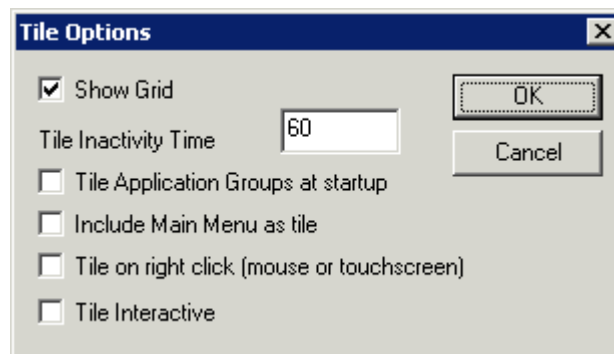 Tile Options
Show Grid
OK
Tile Inactivity Time 60
Cancel
Tile Application Groups at startup
Include Main Menu as tile
Tile on right click (mouse or touchscreen)
Tile Interactive